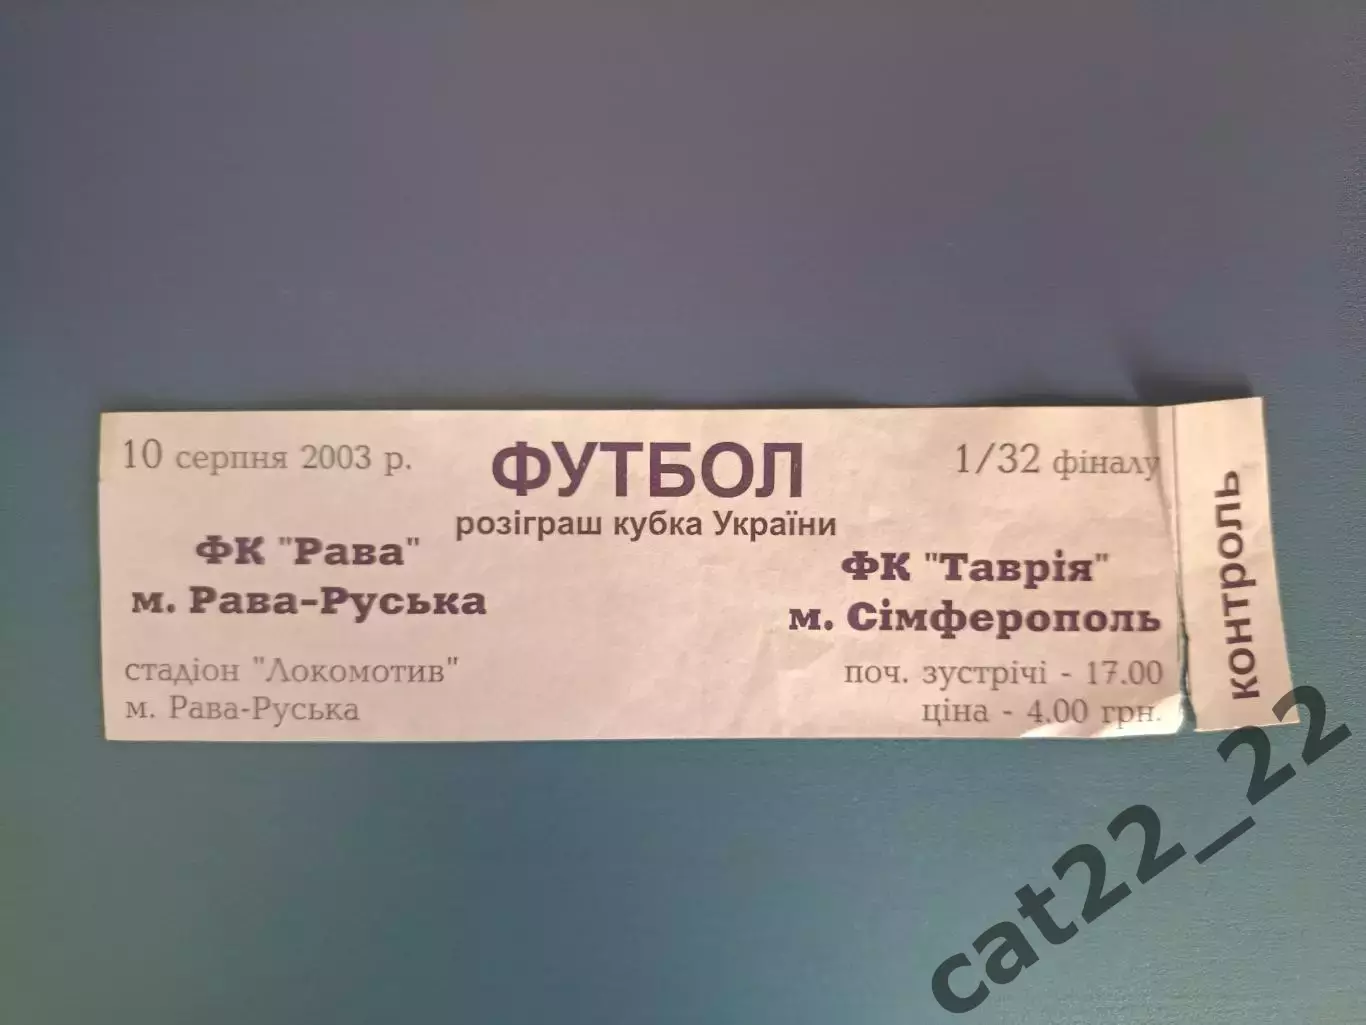 10 серпня 2003 р.
ФУТБОЛ
1/32 фіналу
розіграш кубка України
ФК "Рава"
м. Рава-Руська
ФК "Таврія"
м. Сімферополь
стадіон "Локомотив"
м. Рава-Руська
поч. зустрічі - 17.00
ціна - 4.00 грн.
контроль
cat22_22